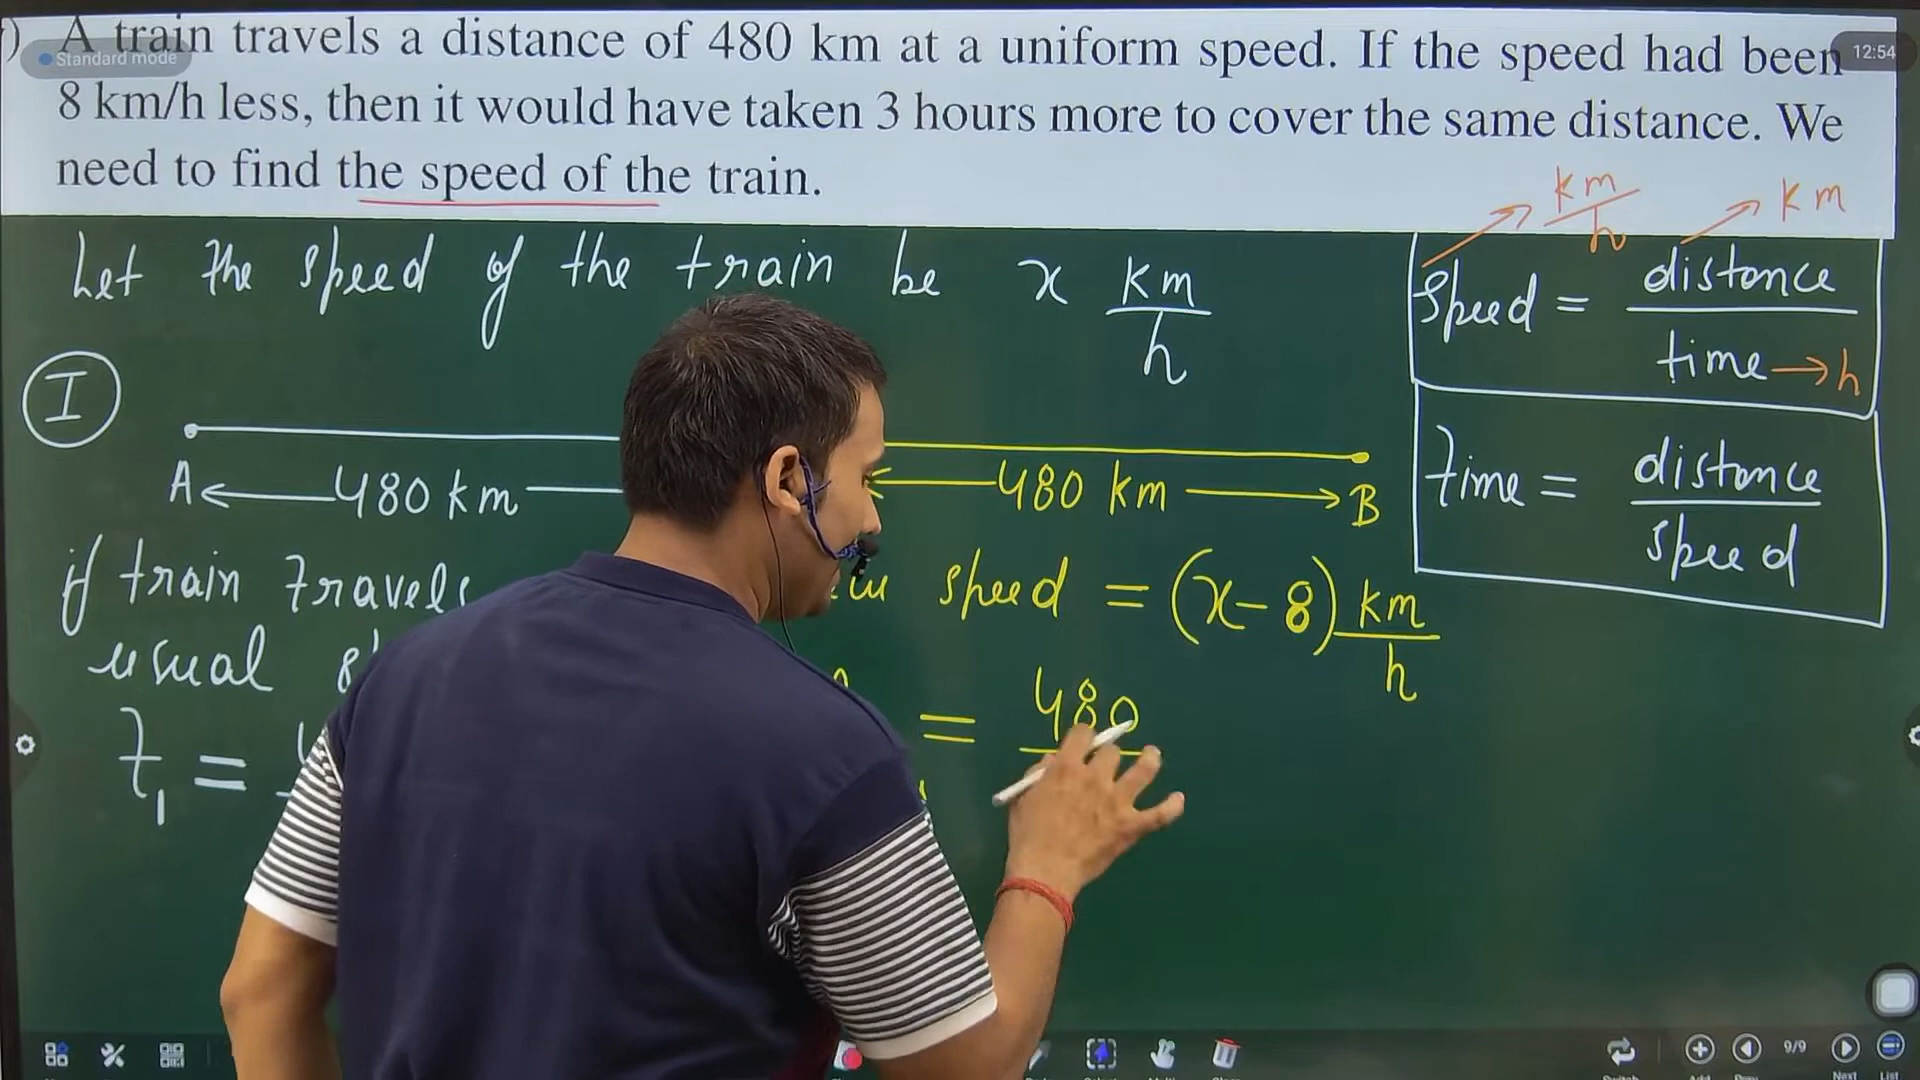 ) A train travels a distance of 480 km at a uniform speed. If the speed had been
8 km/h less, then it would have taken 3 hours more to cover the same distance. We
need to find the speed of the train.
Standard mode
12:54
km/h
km
Let the speed of the train be x km/h
Speed = distance/time → h
I
A ← 480 km
← 480 km → B
time = distance/speed
if train travels
usual
speed = (x-8) km/h
t₁ =
= 480
9/9
Next
List